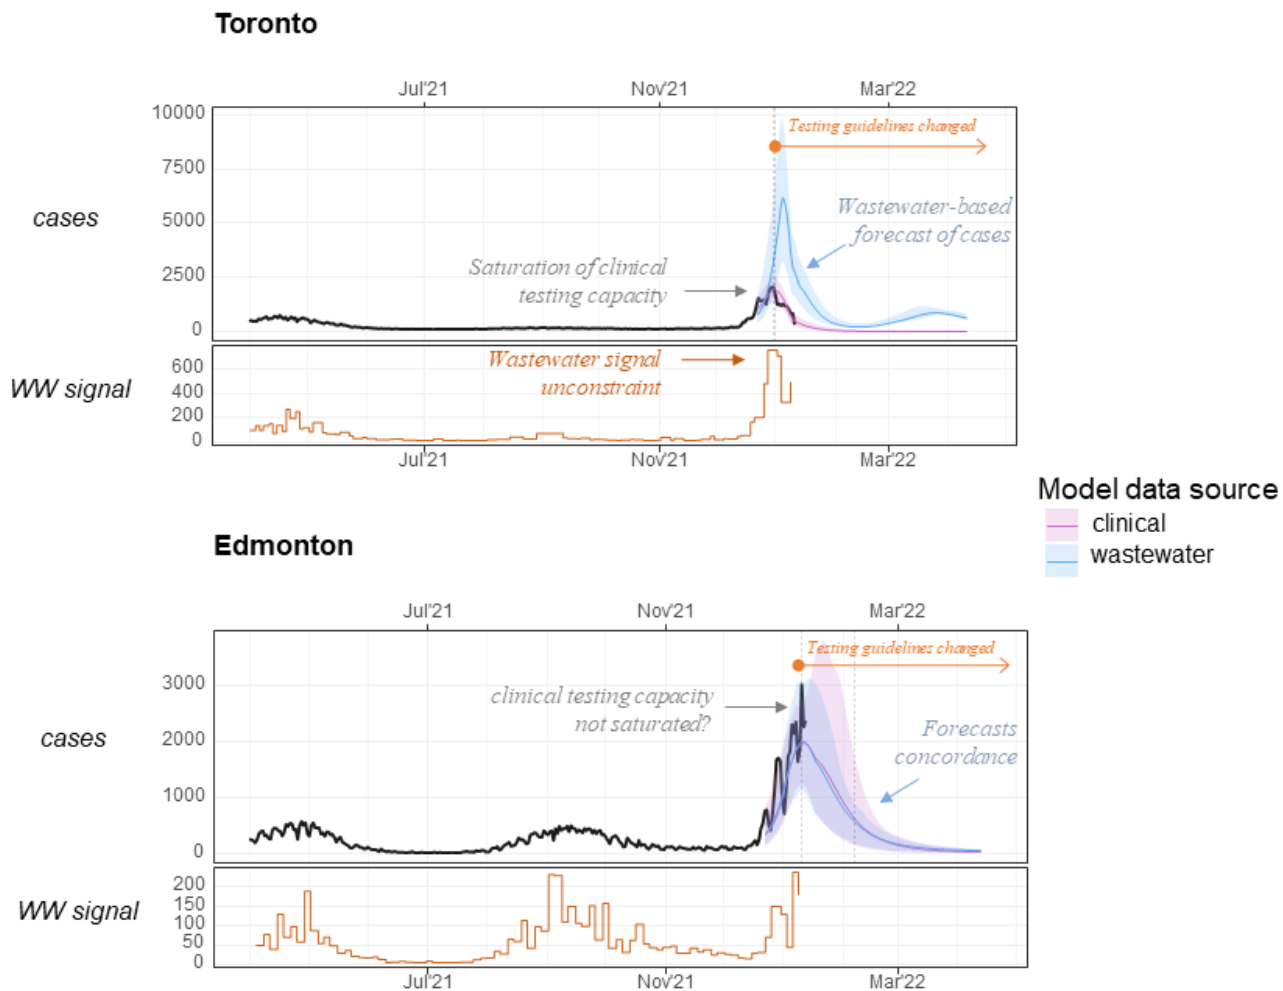 Toronto
Jul'21 Nov'21 Mar'22
10000
Testing guidelines changed
7500
Wastewater-based
forecast of cases
cases
5000
Saturation of clinical
testing capacity
2500
0
Wastewater signal
unconstraint
WW signal
600
400
200
0
Jul'21 Nov'21 Mar'22
Model data source
clinical
wastewater
Edmonton
Jul'21 Nov'21 Mar'22
Testing guidelines changed
3000
clinical testing capacity
not saturated?
Forecasts
concordance
cases
2000
1000
0
WW signal
200
150
100
50
0
Jul'21 Nov'21 Mar'22